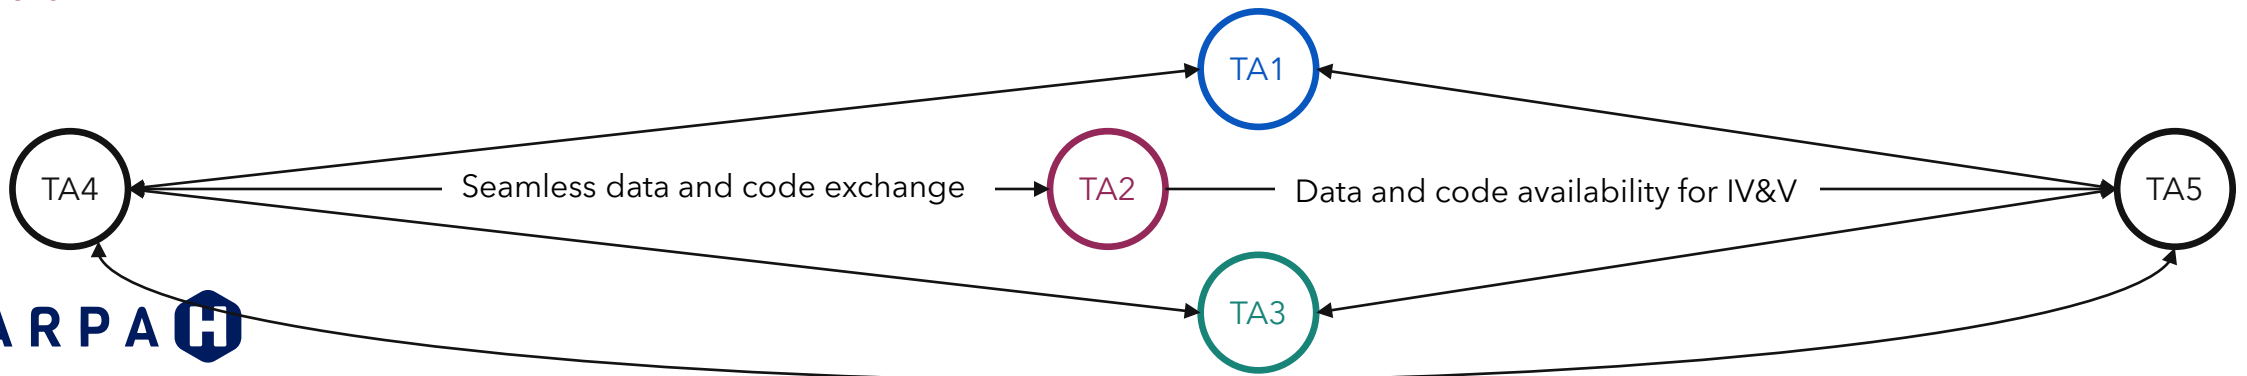 TA1
TA4
Seamless data and code exchange
TA2
Data and code availability for IV&V
TA5
TA3
ARPA H